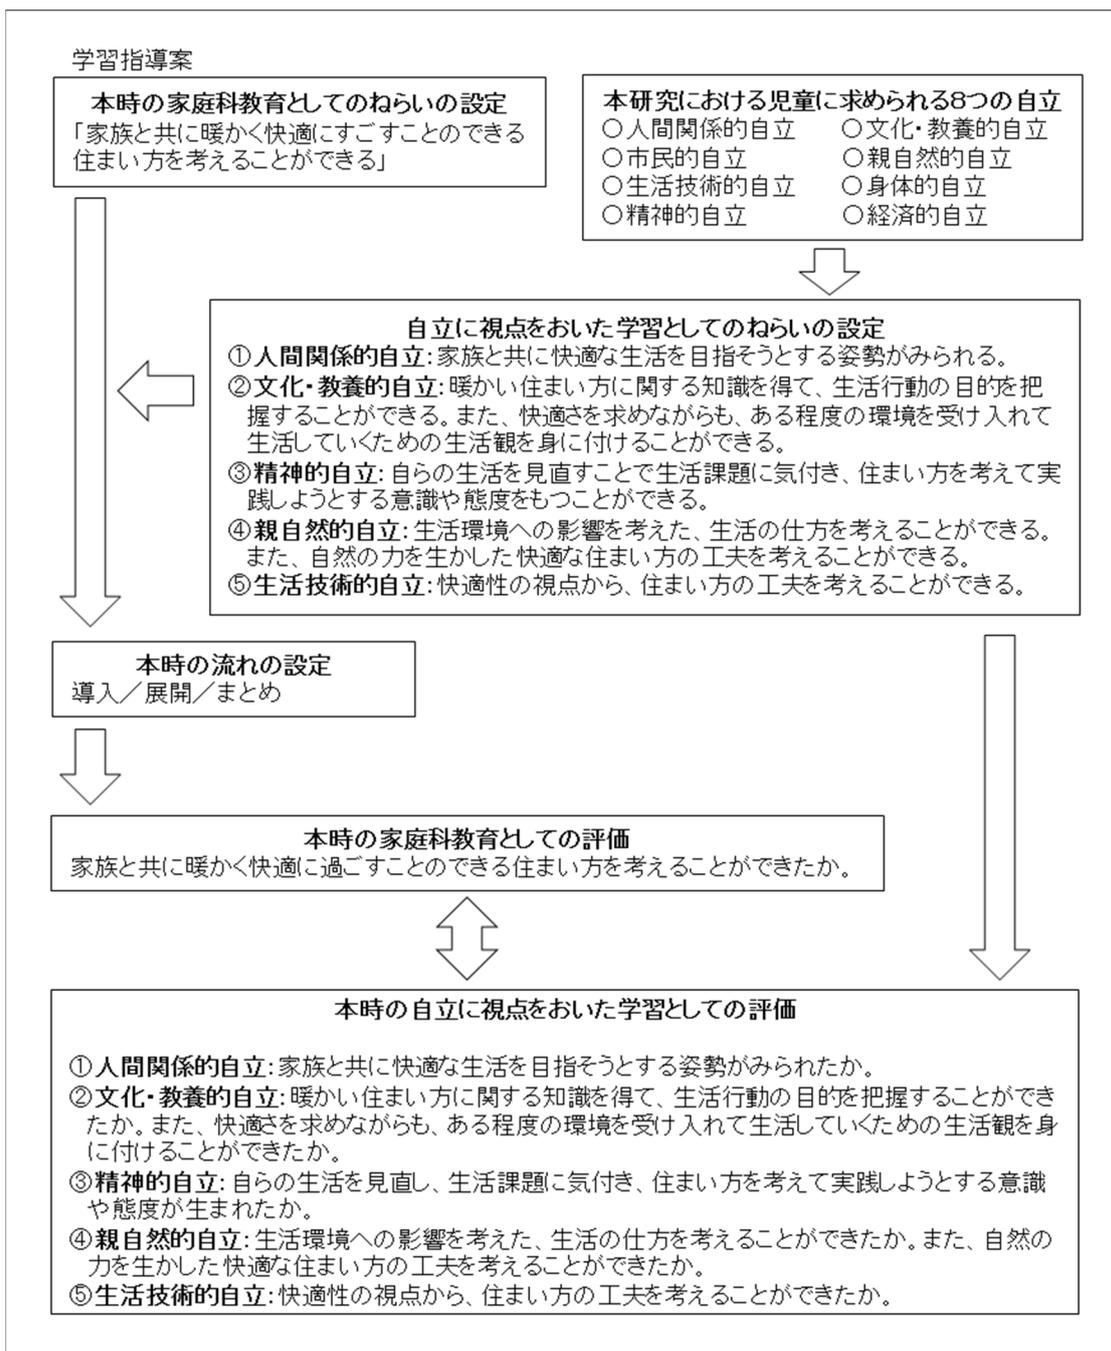 学習指導案
本時の家庭科教育としてのねらいの設定
「家族と共に暖かく快適にすごすことのできる
住まい方を考えることができる」
本研究における児童に求められる8つの自立
○人間関係的自立 ○文化・教養的自立
○市民的自立 ○親自然的自立
○生活技術的自立 ○身体的自立
○精神的自立 ○経済的自立
自立に視点をおいた学習としてのねらいの設定
①人間関係的自立:家族と共に快適な生活を目指そうとする姿勢がみられる。
②文化・教養的自立:暖かい住まい方に関する知識を得て、生活行動の目的を把
握することができる。また、快適さを求めながらも、ある程度の環境を受け入れて
生活していくための生活観を身に付けることができる。
③精神的自立:自らの生活を見直すことで生活課題に気付き、住まい方を考えて実
践しようとする意識や態度をもつことができる。
④親自然的自立:生活環境への影響を考えた、生活の仕方を考えることができる。
また、自然の力を生かした快適な住まい方の工夫を考えることができる。
⑤生活技術的自立:快適性の視点から、住まい方の工夫を考えることができる。
本時の流れの設定
導入/展開/まとめ
本時の家庭科教育としての評価
家族と共に暖かく快適に過ごすことのできる住まい方を考えることができたか。
本時の自立に視点をおいた学習としての評価
①人間関係的自立:家族と共に快適な生活を目指そうとする姿勢がみられたか。
②文化・教養的自立:暖かい住まい方に関する知識を得て、生活行動の目的を把握することができ
たか。また、快適さを求めながらも、ある程度の環境を受け入れて生活していくための生活観を身
に付けることができたか。
③精神的自立:自らの生活を見直し、生活課題に気付き、住まい方を考えて実践しようとする意識
や態度が生まれたか。
④親自然的自立:生活環境への影響を考えた、生活の仕方を考えることができたか。また、自然の
力を生かした快適な住まい方の工夫を考えることができたか。
⑤生活技術的自立:快適性の視点から、住まい方の工夫を考えることができたか。